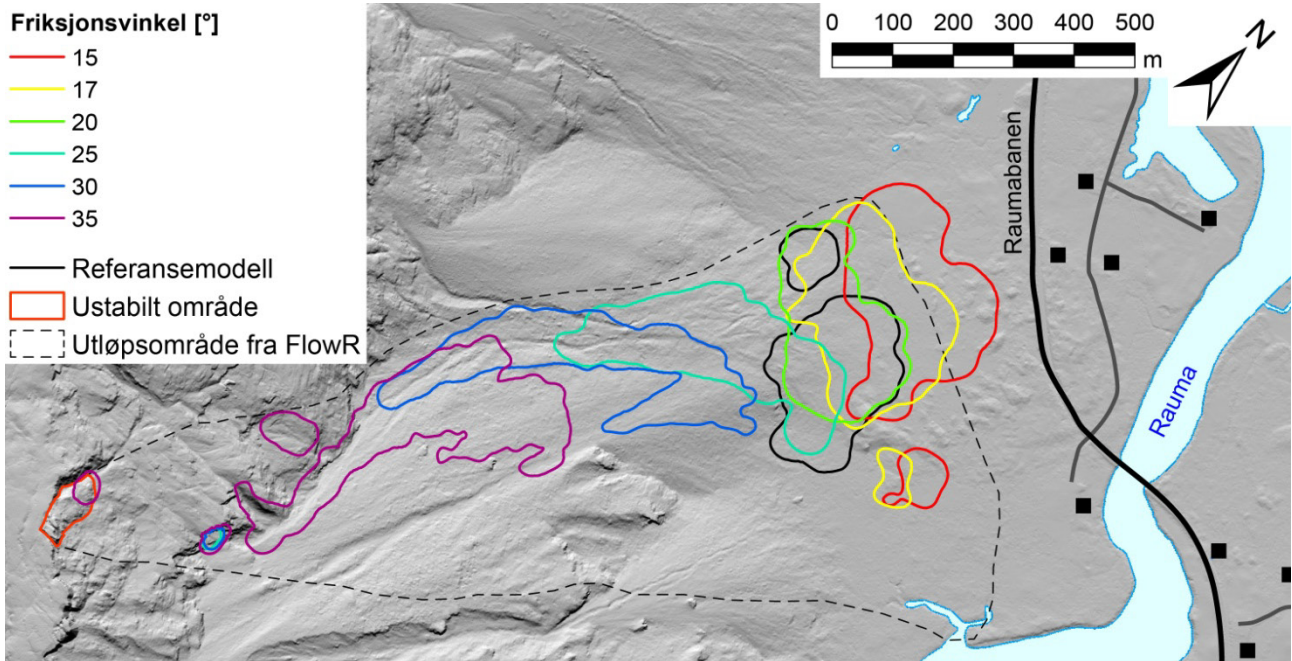 Friksjonsvinkel [°]
15
17
20
25
30
35
Referansemodell
Ustabilt område
Utløpsområde fra FlowR
0 100 200 300 400 500
m
N
Raumabanen
Rauma